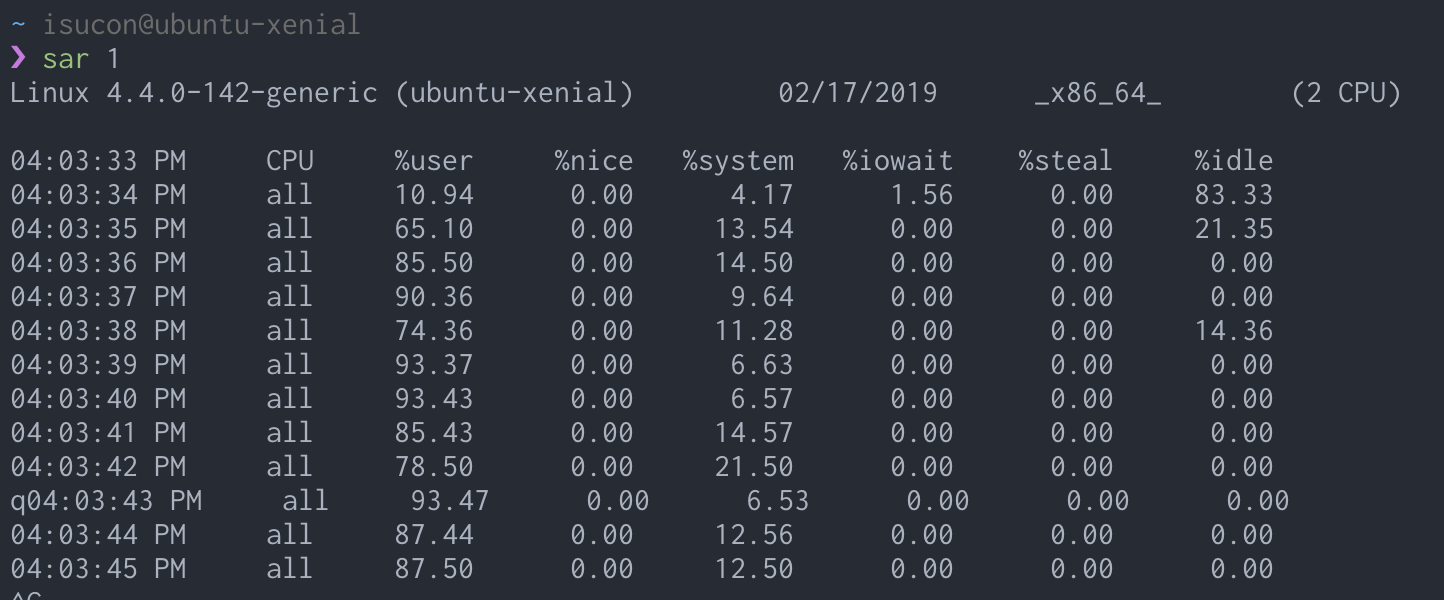 ~ isucon@ubuntu-xenial
❯ sar 1
Linux 4.4.0-142-generic (ubuntu-xenial) 02/17/2019 _x86_64_ (2 CPU)
04:03:33 PM CPU %user %nice %system %iowait %steal %idle
04:03:34 PM all 10.94 0.00 4.17 1.56 0.00 83.33
04:03:35 PM all 65.10 0.00 13.54 0.00 0.00 21.35
04:03:36 PM all 85.50 0.00 14.50 0.00 0.00 0.00
04:03:37 PM all 90.36 0.00 9.64 0.00 0.00 0.00
04:03:38 PM all 74.36 0.00 11.28 0.00 0.00 14.36
04:03:39 PM all 93.37 0.00 6.63 0.00 0.00 0.00
04:03:40 PM all 93.43 0.00 6.57 0.00 0.00 0.00
04:03:41 PM all 85.43 0.00 14.57 0.00 0.00 0.00
04:03:42 PM all 78.50 0.00 21.50 0.00 0.00 0.00
q04:03:43 PM all 93.47 0.00 6.53 0.00 0.00 0.00
04:03:44 PM all 87.44 0.00 12.56 0.00 0.00 0.00
04:03:45 PM all 87.50 0.00 12.50 0.00 0.00 0.00